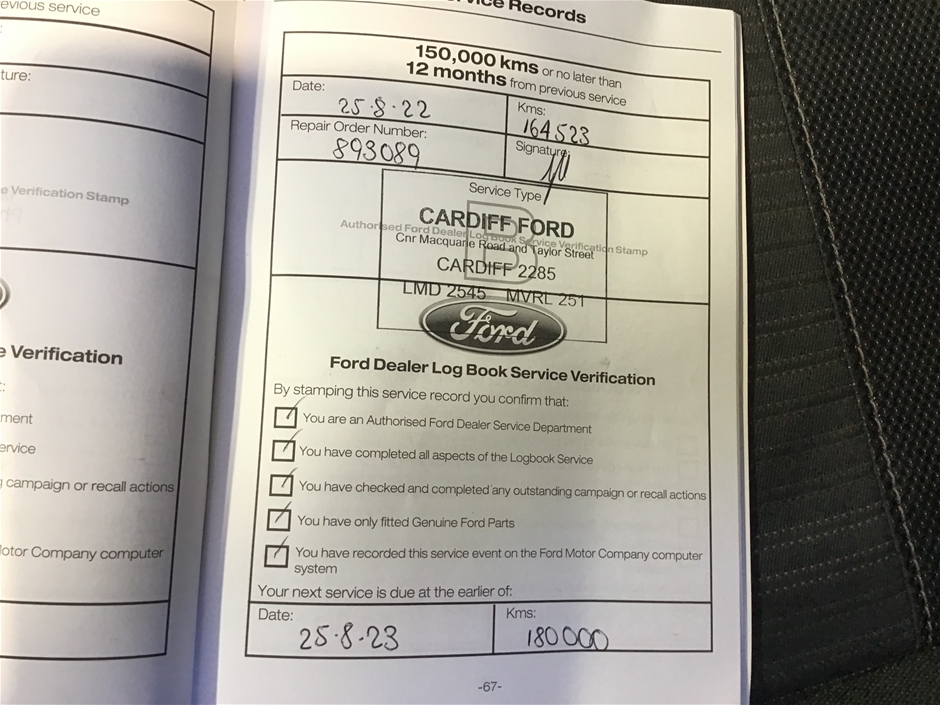 evious service
ture:
e Verification Stamp
e Verification
:
ment
ervice
campaign or recall actions
otor Company computer
vice Records
150,000 kms or no later than
12 months from previous service
Date:
25·8·22
Kms:
164523
Repair Order Number:
893089
Signature:
Service Type
B
CARDIFF FORD
Authorised Ford Dealer Log Book Service Verification Stamp
Cnr Macquarie Road and Taylor Street
CARDIFF 2285
LMD 2545 MVRL 251
Ford
Ford Dealer Log Book Service Verification
By stamping this service record you confirm that:
You are an Authorised Ford Dealer Service Department
You have completed all aspects of the Logbook Service
You have checked and completed any outstanding campaign or recall actions
You have only fitted Genuine Ford Parts
You have recorded this service event on the Ford Motor Company computer
system
Your next service is due at the earlier of:
Date:
25·8·23
Kms:
180000
-67-